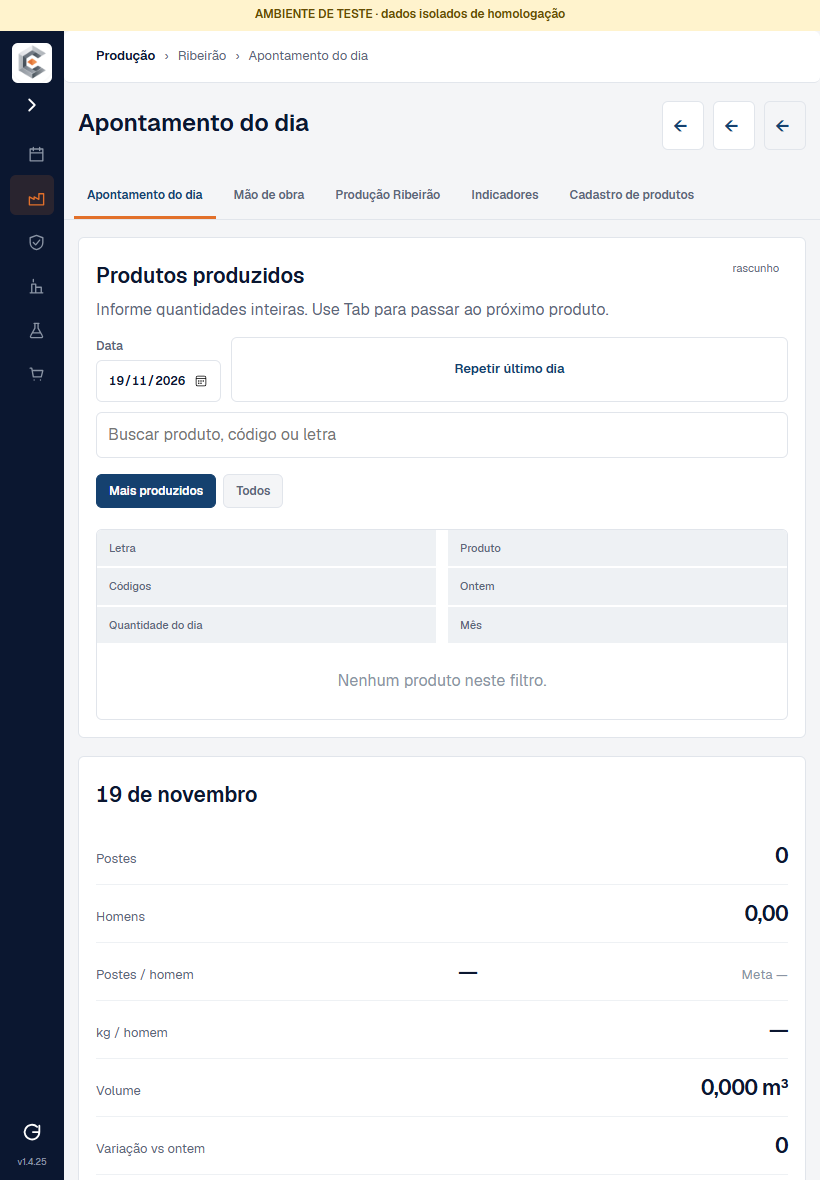 AMBIENTE DE TESTE · dados isolados de homologação
Produção › Ribeirão › Apontamento do dia
Apontamento do dia
Apontamento do dia Mão de obra Produção Ribeirão Indicadores Cadastro de produtos
Produtos produzidos
rascunho
Informe quantidades inteiras. Use Tab para passar ao próximo produto.
Data
19/11/2026
Repetir último dia
Buscar produto, código ou letra
Mais produzidos Todos
Letra Produto
Códigos Ontem
Quantidade do dia Mês
Nenhum produto neste filtro.
19 de novembro
Postes 0
Homens 0,00
Postes / homem — Meta —
kg / homem —
Volume 0,000 m³
Variação vs ontem 0
v1.4.25